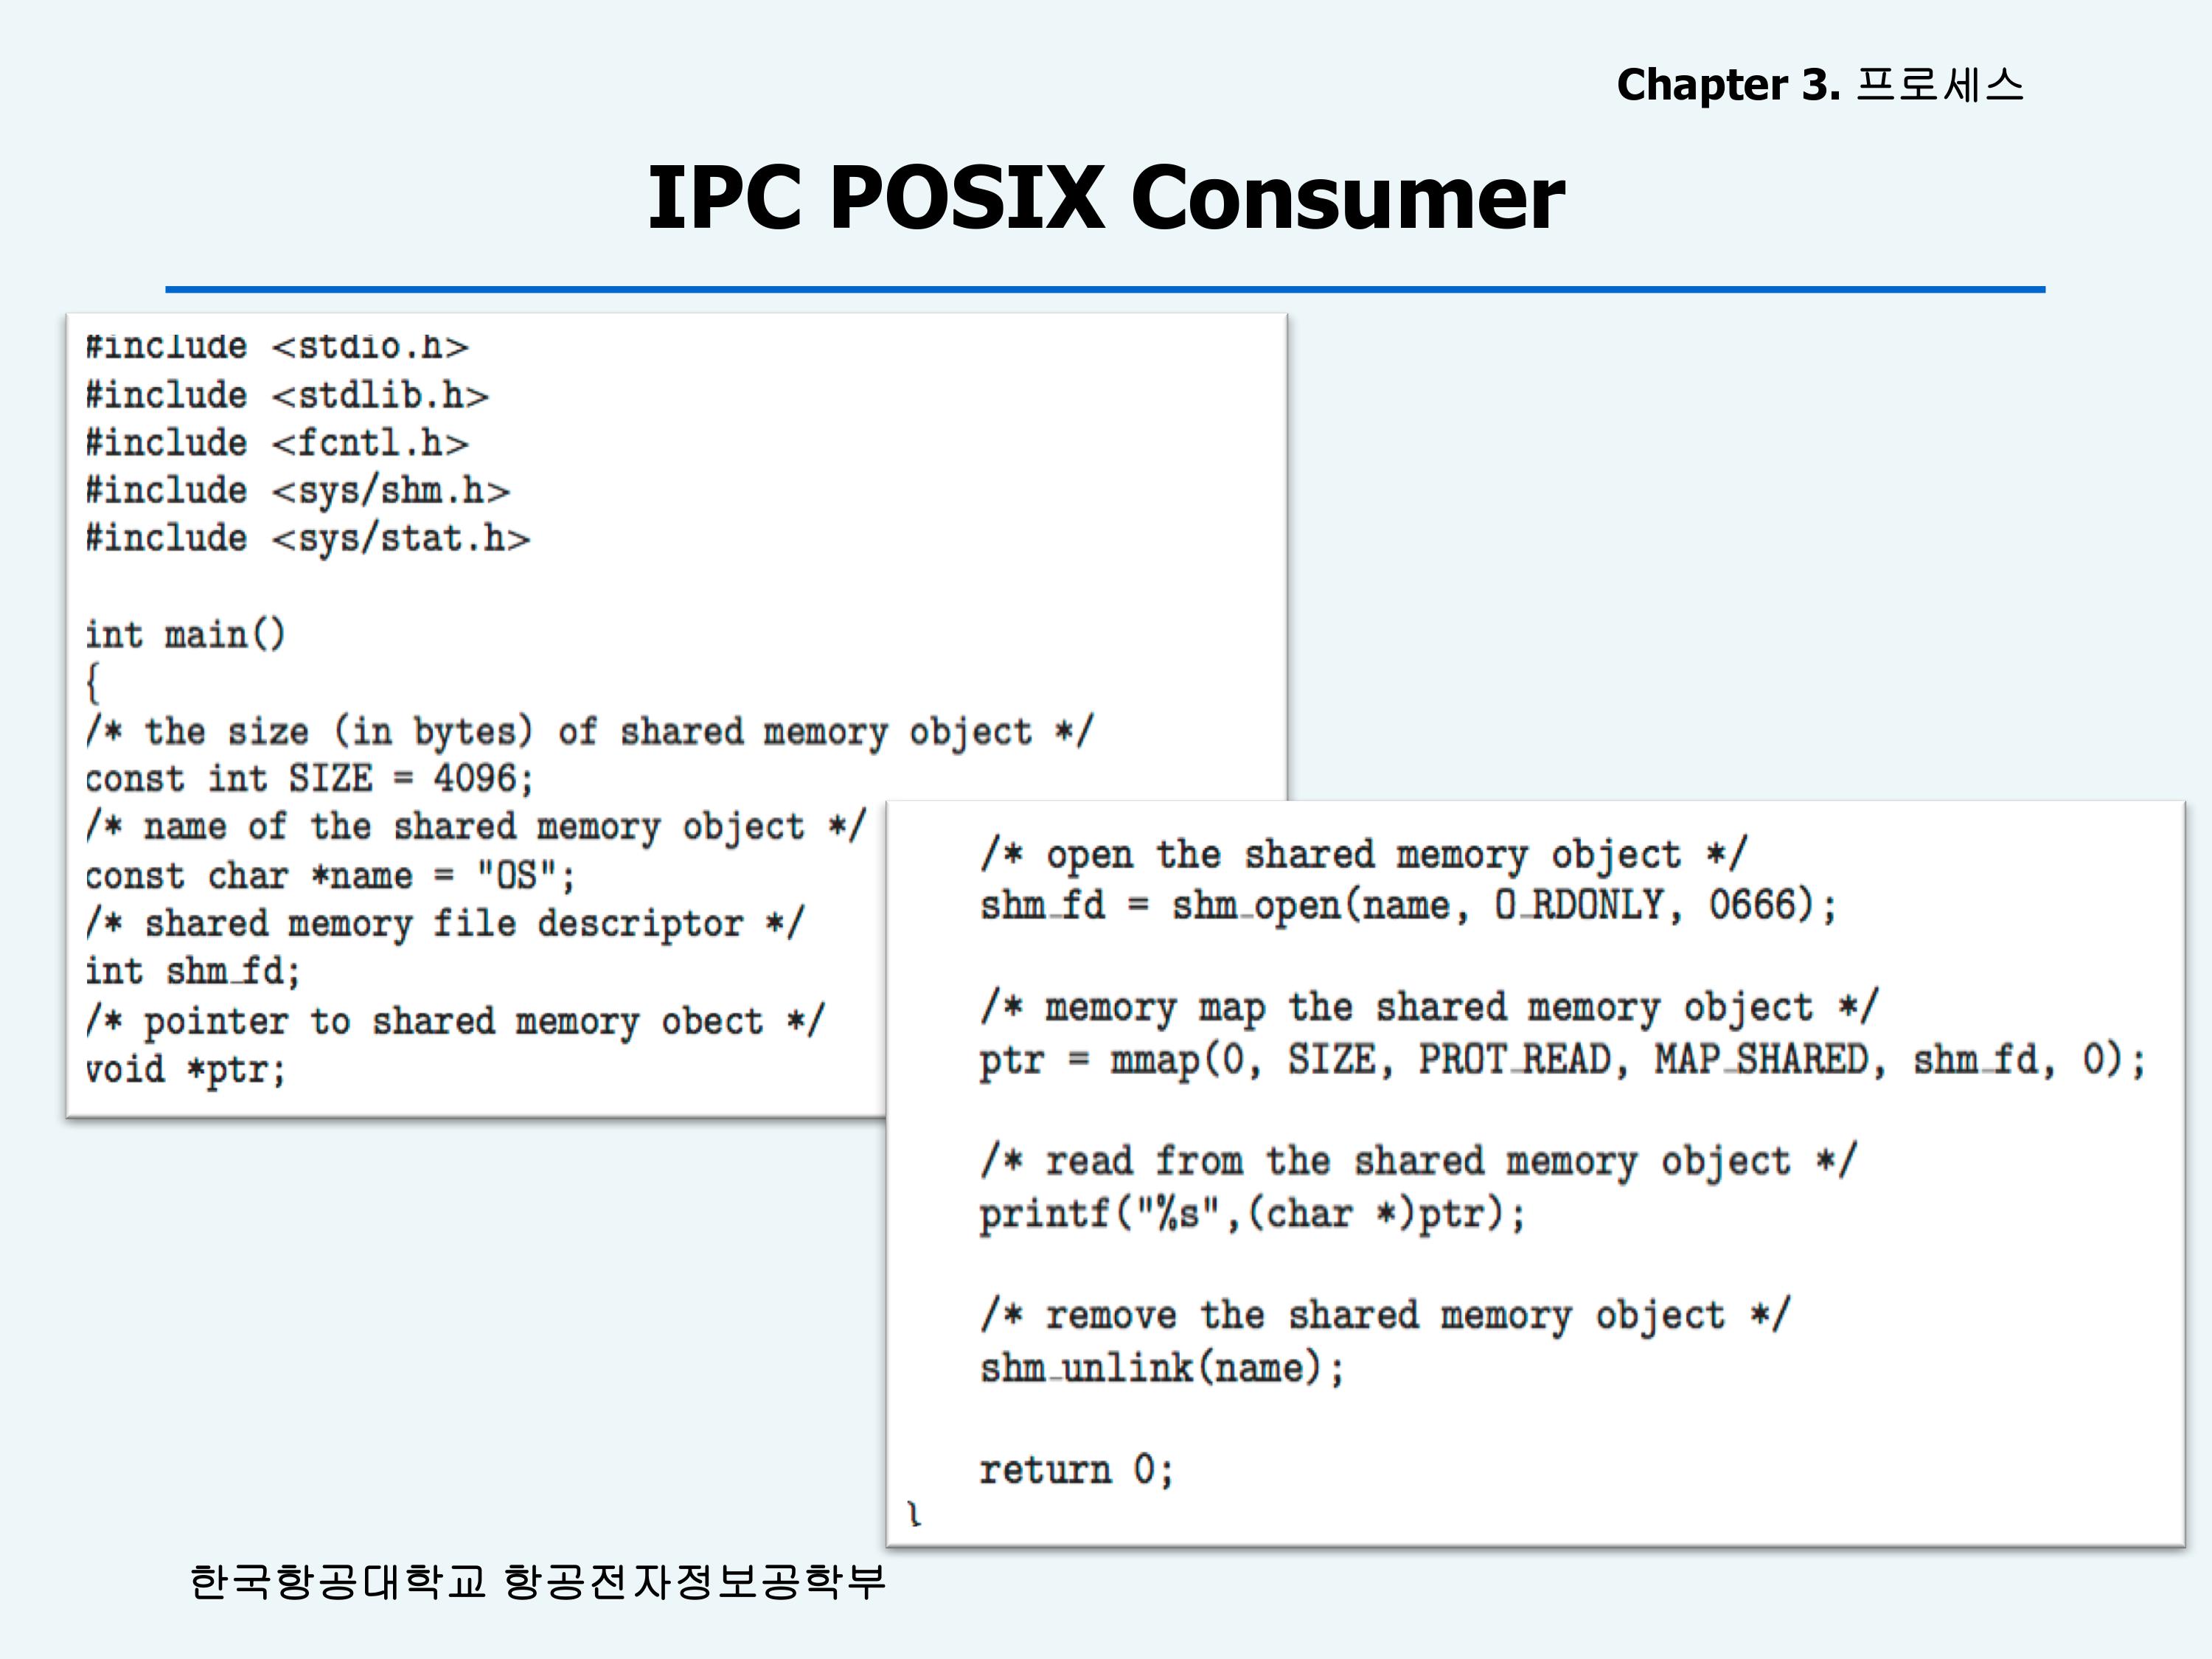 Chapter 3. 프로세스
IPC POSIX Consumer
#include <stdio.h>
#include <stdlib.h>
#include <fcntl.h>
#include <sys/shm.h>
#include <sys/stat.h>
int main()
{
/* the size (in bytes) of shared memory object */
const int SIZE = 4096;
/* name of the shared memory object */
const char *name = "OS";
/* shared memory file descriptor */
int shm_fd;
/* pointer to shared memory obect */
void *ptr;
/* open the shared memory object */
shm_fd = shm_open(name, O_RDONLY, 0666);
/* memory map the shared memory object */
ptr = mmap(0, SIZE, PROT_READ, MAP_SHARED, shm_fd, 0);
/* read from the shared memory object */
printf("%s",(char *)ptr);
/* remove the shared memory object */
shm_unlink(name);
return 0;
}
한국항공대학교 항공전자정보공학부